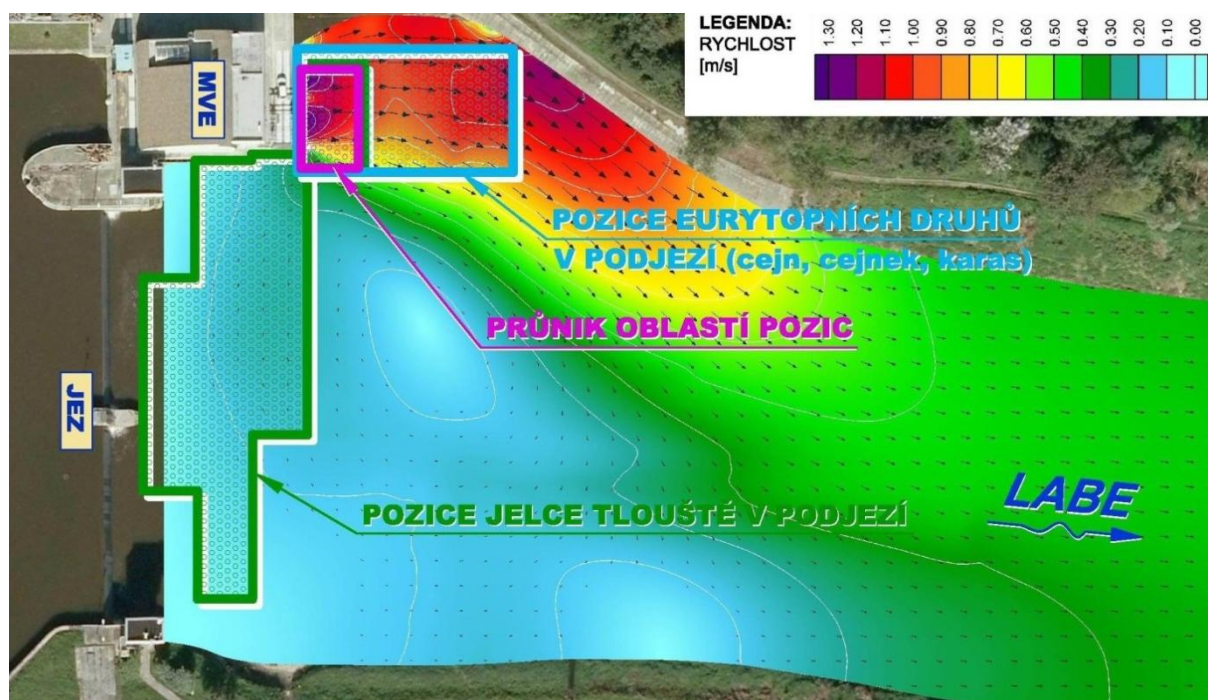 LEGENDA:
RYCHLOST
[m/s]
1.30
1.20
1.10
1.00
0.90
0.80
0.70
0.60
0.50
0.40
0.30
0.20
0.10
0.00
MVE
POZICE EURYTOPNÍCH DRUHŮ
V PODJEZÍ (cejn, cejnek, karas)
PRŮNIK OBLASTÍ POZIC
JEZ
POZICE JELCE TLOUŠTĚ V PODJEZÍ
LABE